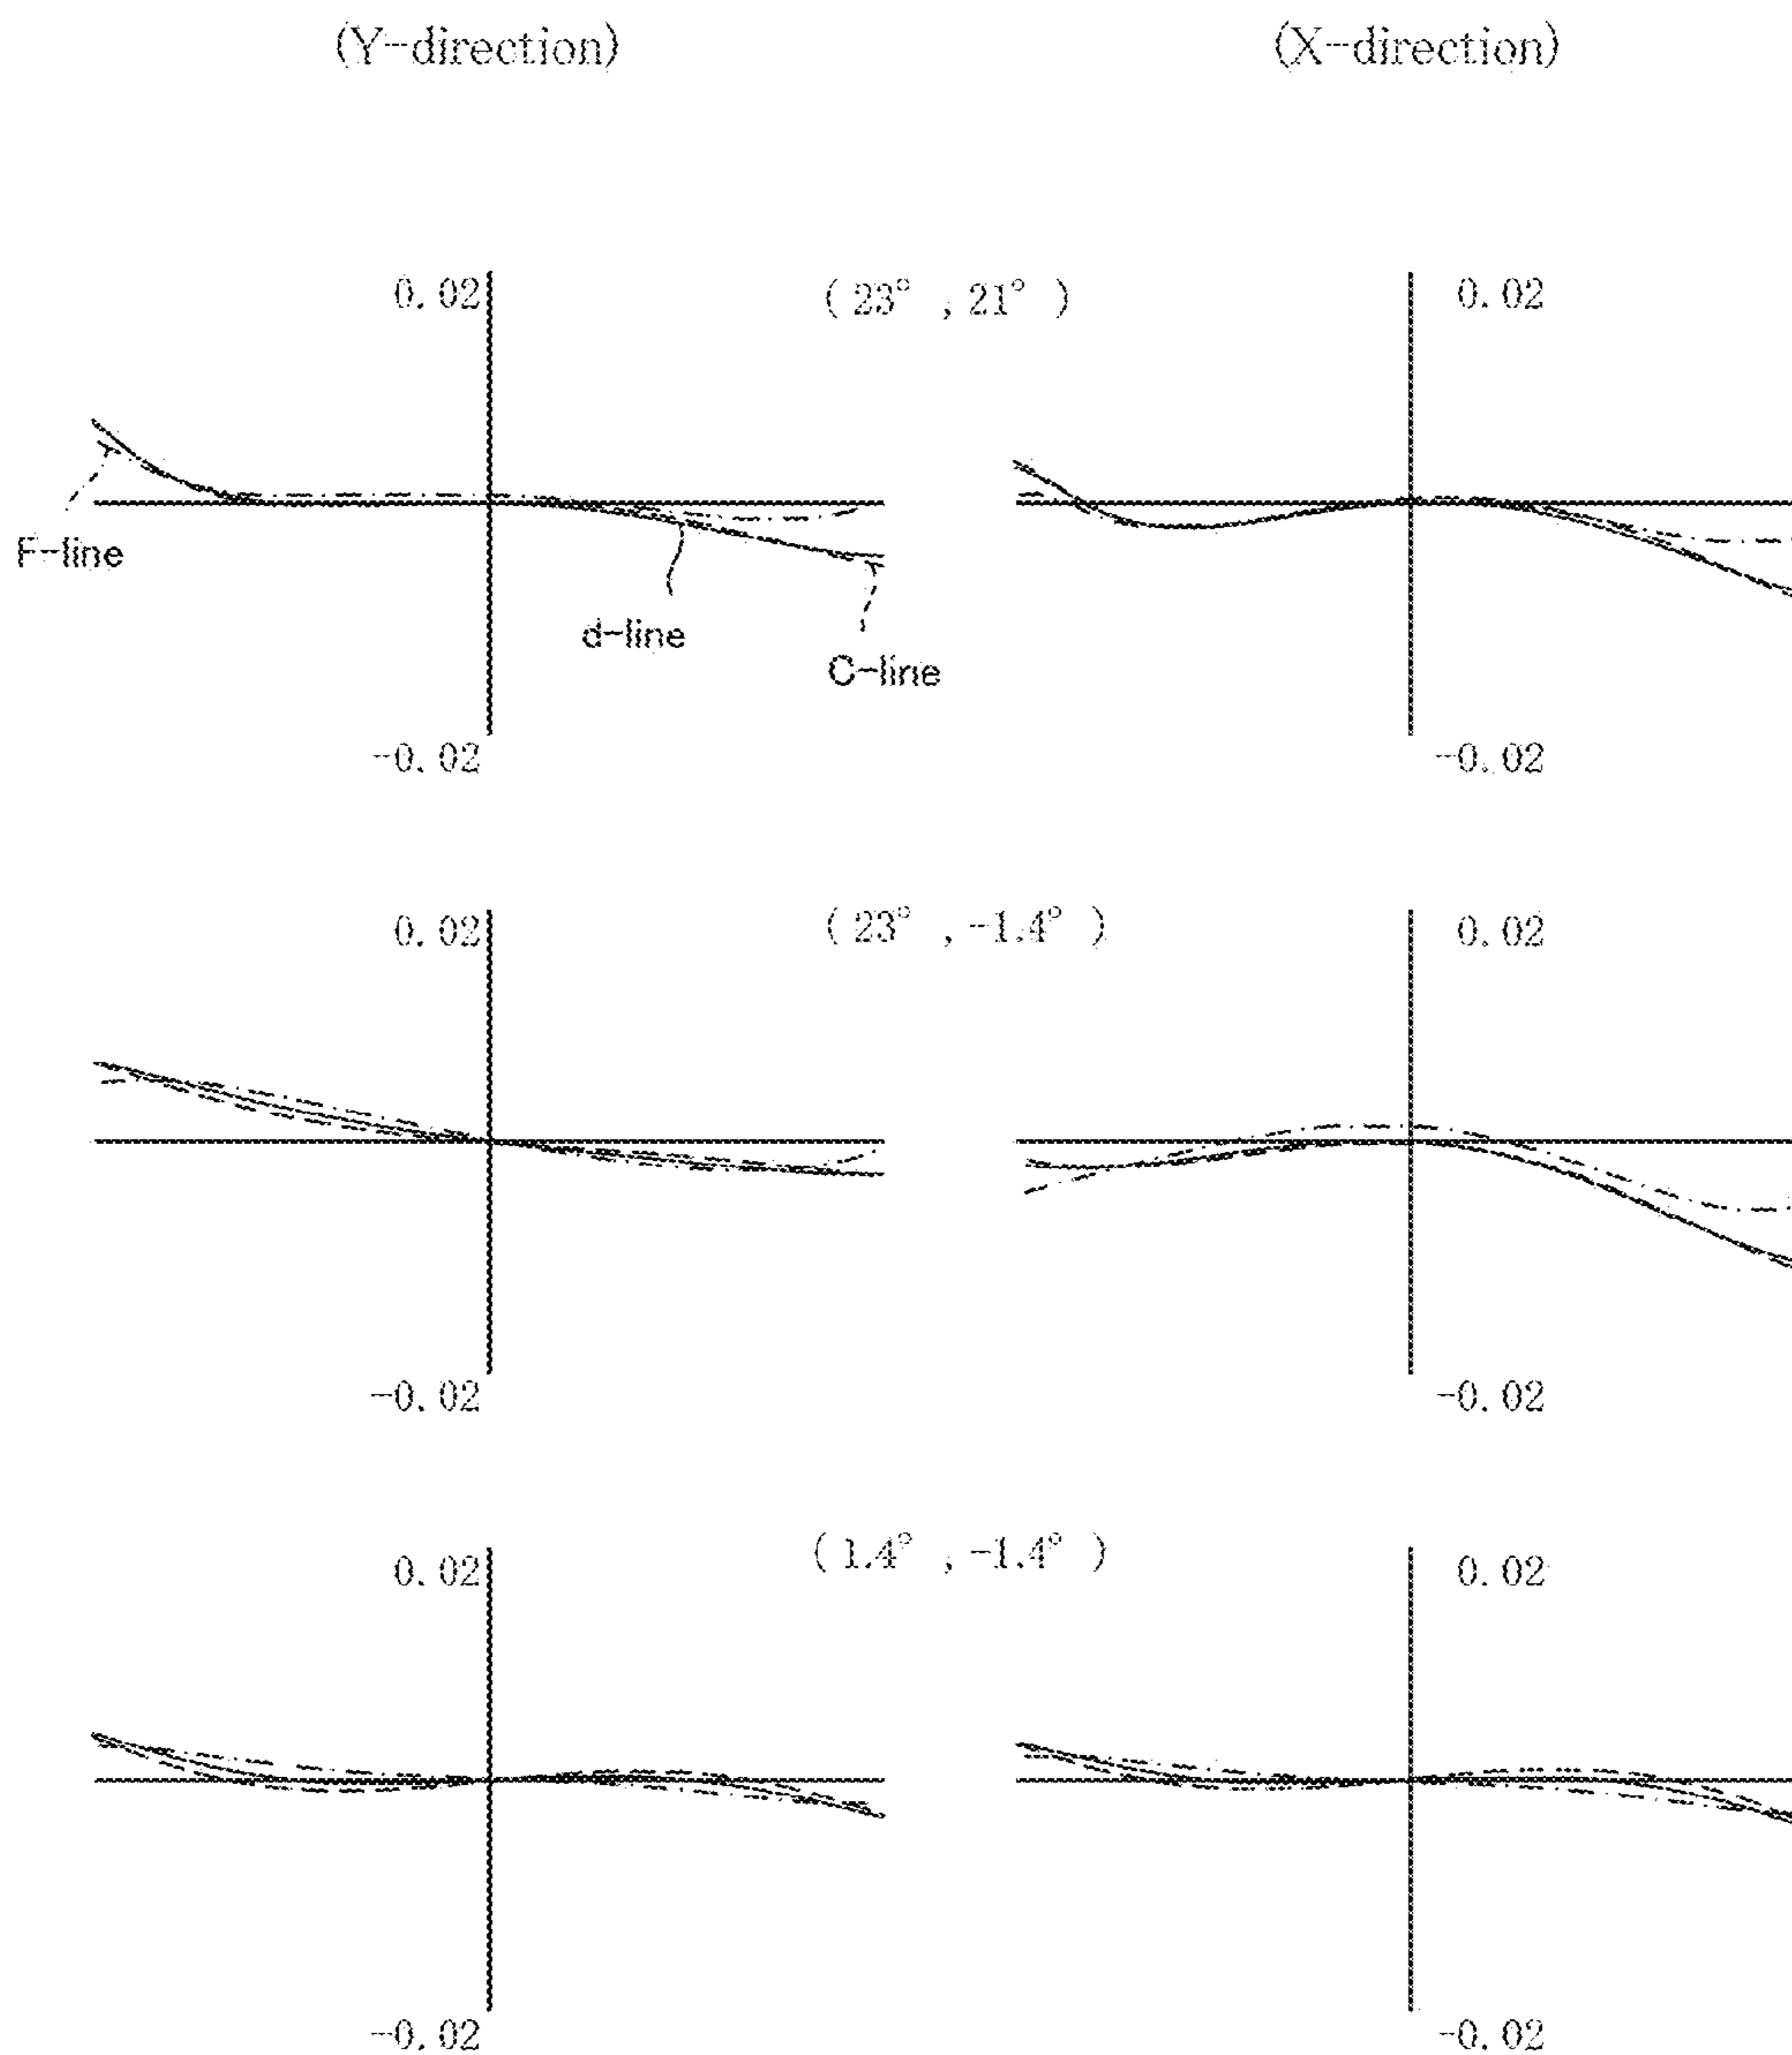 (Y-direction) (X-direction)
0.02 (23°, 21°) 0.02
F-line
d-line
C-line
-0.02 -0.02
0.02 (23°, -1.4°) 0.02
-0.02 -0.02
0.02 (1.4°, -1.4°) 0.02
-0.02 -0.02